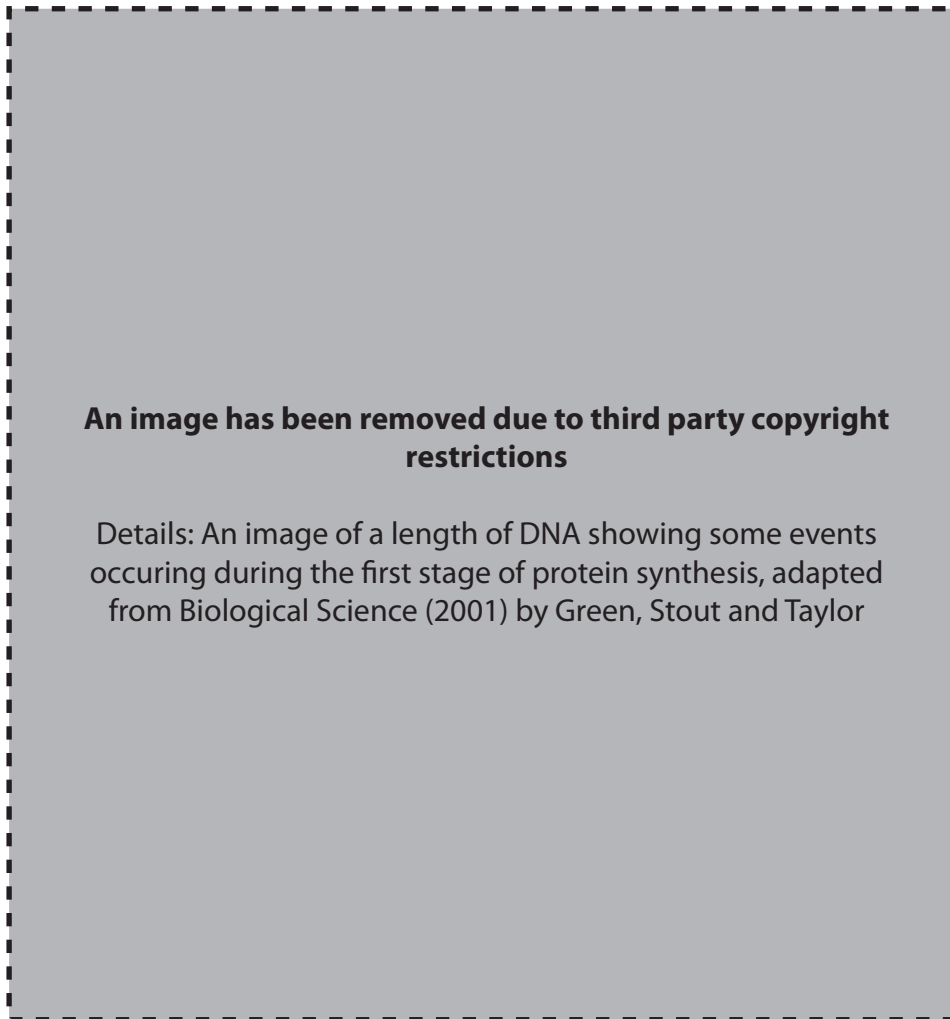 An image has been removed due to third party copyright
restrictions
Details: An image of a length of DNA showing some events
occuring during the first stage of protein synthesis, adapted
from Biological Science (2001) by Green, Stout and Taylor